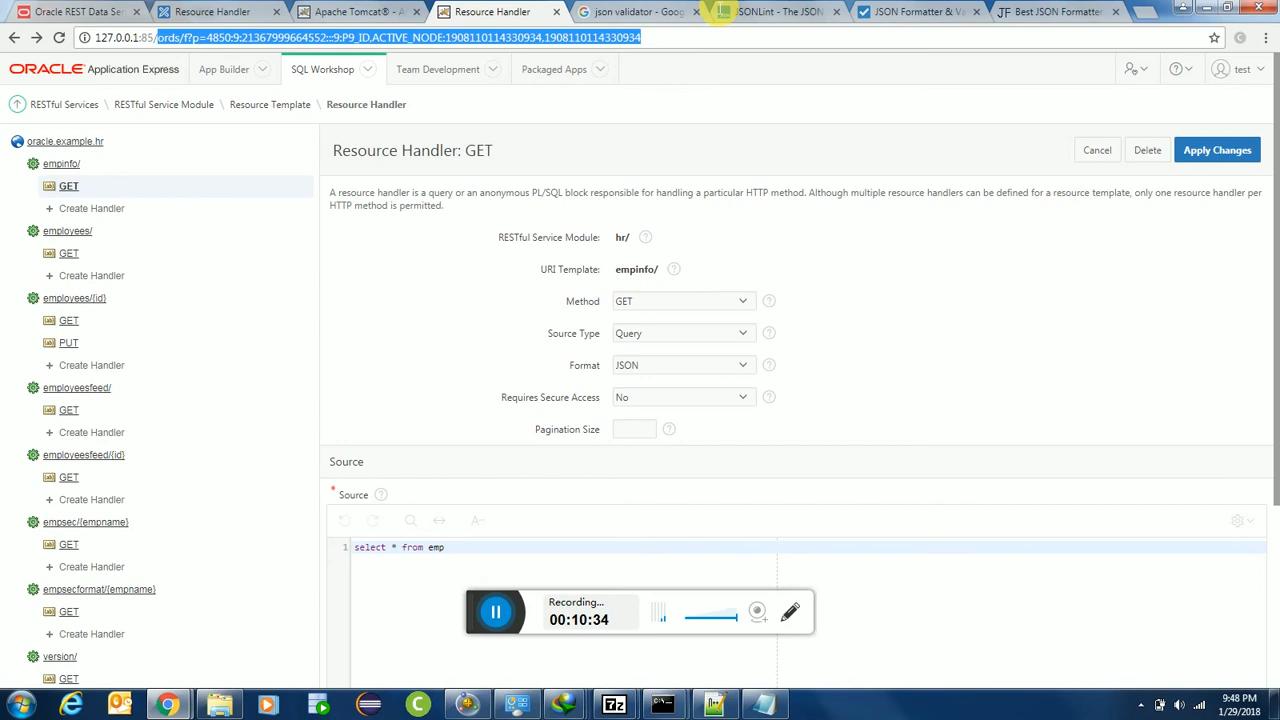 Oracle REST Data Ser
Resource Handler
Apache Tomcat® - Ap
Resource Handler
json validator - Goog
JSONLint - The JSON
JSON Formatter & Va
Best JSON Formatter
127.0.0.1:85/ords/f?p=4850:9:21367999664552:::9:P9_ID,ACTIVE_NODE:1908110114330934,1908110114330934
ORACLE Application Express
App Builder
SQL Workshop
Team Development
Packaged Apps
test
RESTful Services \ RESTful Service Module \ Resource Template \ Resource Handler
oracle.example.hr
empinfo/
GET
+ Create Handler
employees/
GET
+ Create Handler
employees/{id}
GET
PUT
+ Create Handler
employeesfeed/
GET
+ Create Handler
employeesfeed/{id}
GET
+ Create Handler
empsec/{empname}
GET
+ Create Handler
empsecformat/{empname}
GET
+ Create Handler
version/
GET
Resource Handler: GET
Cancel
Delete
Apply Changes
A resource handler is a query or an anonymous PL/SQL block responsible for handling a particular HTTP method. Although multiple resource handlers can be defined for a resource template, only one resource handler per
HTTP method is permitted.
RESTful Service Module: hr/
URI Template: empinfo/
Method GET
Source Type Query
Format JSON
Requires Secure Access No
Pagination Size
Source
* Source
1 select * from emp
Recording...
00:10:34
9:48 PM
1/29/2018